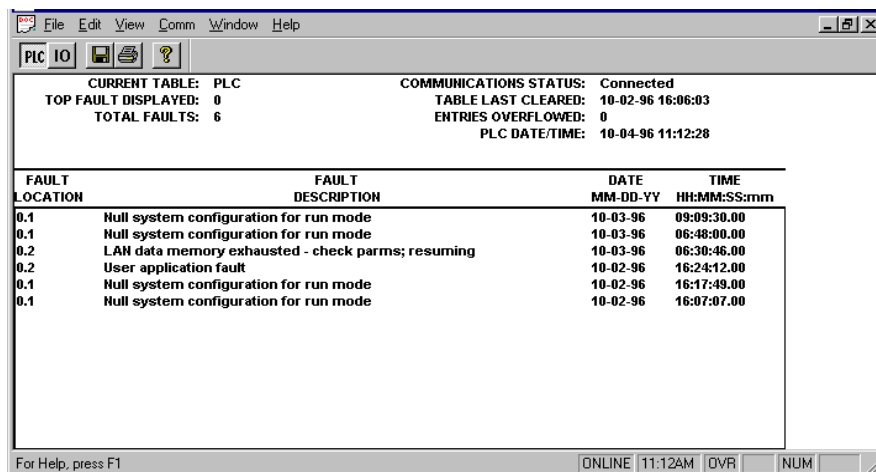 DOC File Edit View Comm Window Help
PLC IO ?
CURRENT TABLE: PLC COMMUNICATIONS STATUS: Connected
TOP FAULT DISPLAYED: 0 TABLE LAST CLEARED: 10-02-96 16:06:03
TOTAL FAULTS: 6 ENTRIES OVERFLOWED: 0
PLC DATE/TIME: 10-04-96 11:12:28
FAULT FAULT DATE TIME
LOCATION DESCRIPTION MM-DD-YY HH:MM:SS:mm
0.1 Null system configuration for run mode 10-03-96 09:09:30.00
0.1 Null system configuration for run mode 10-03-96 06:48:00.00
0.2 LAN data memory exhausted - check parms; resuming 10-03-96 06:30:46.00
0.2 User application fault 10-02-96 16:24:12.00
0.1 Null system configuration for run mode 10-02-96 16:17:49.00
0.1 Null system configuration for run mode 10-02-96 16:07:07.00
For Help, press F1 ONLINE 11:12AM OVR NUM